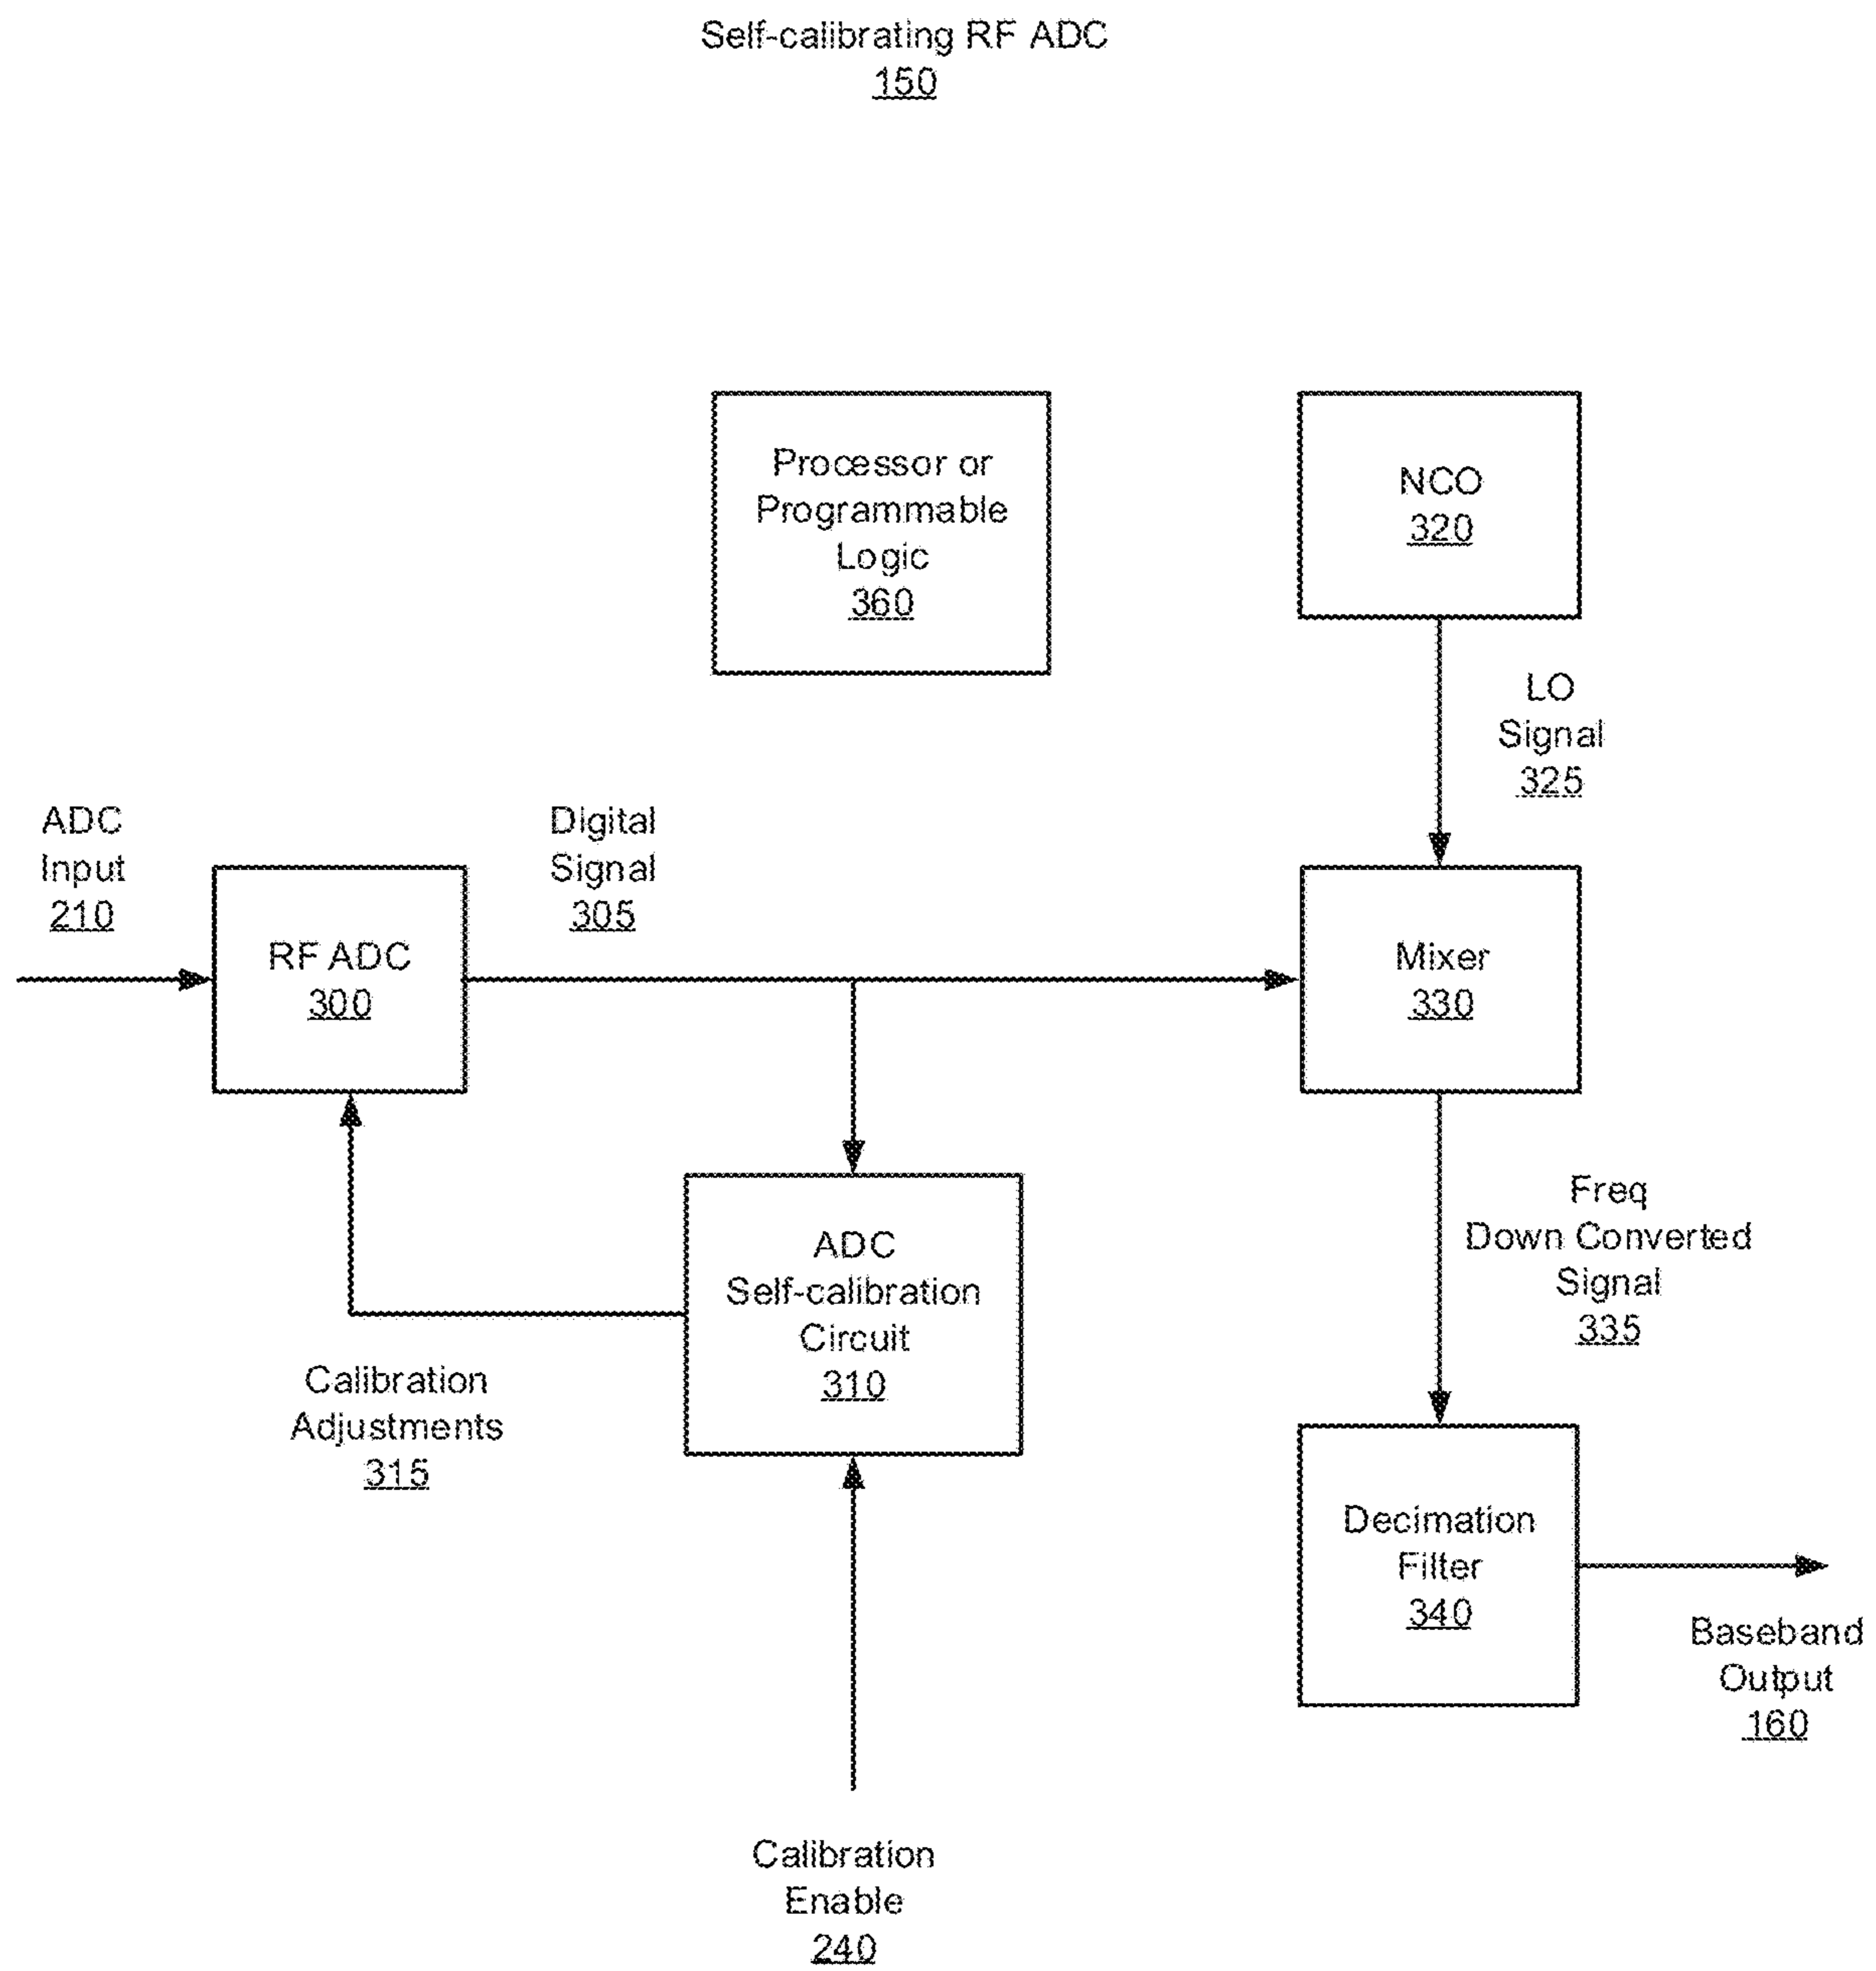 Self-calibrating RF ADC
150
Processor or
Programmable
Logic
360
NCO
320
LO
Signal
325
ADC
Input
210
Digital
Signal
305
RF ADC
300
Mixer
330
ADC
Self-calibration
Circuit
310
Freq
Down Converted
Signal
335
Calibration
Adjustments
315
Decimation
Filter
340
Baseband
Output
160
Calibration
Enable
240